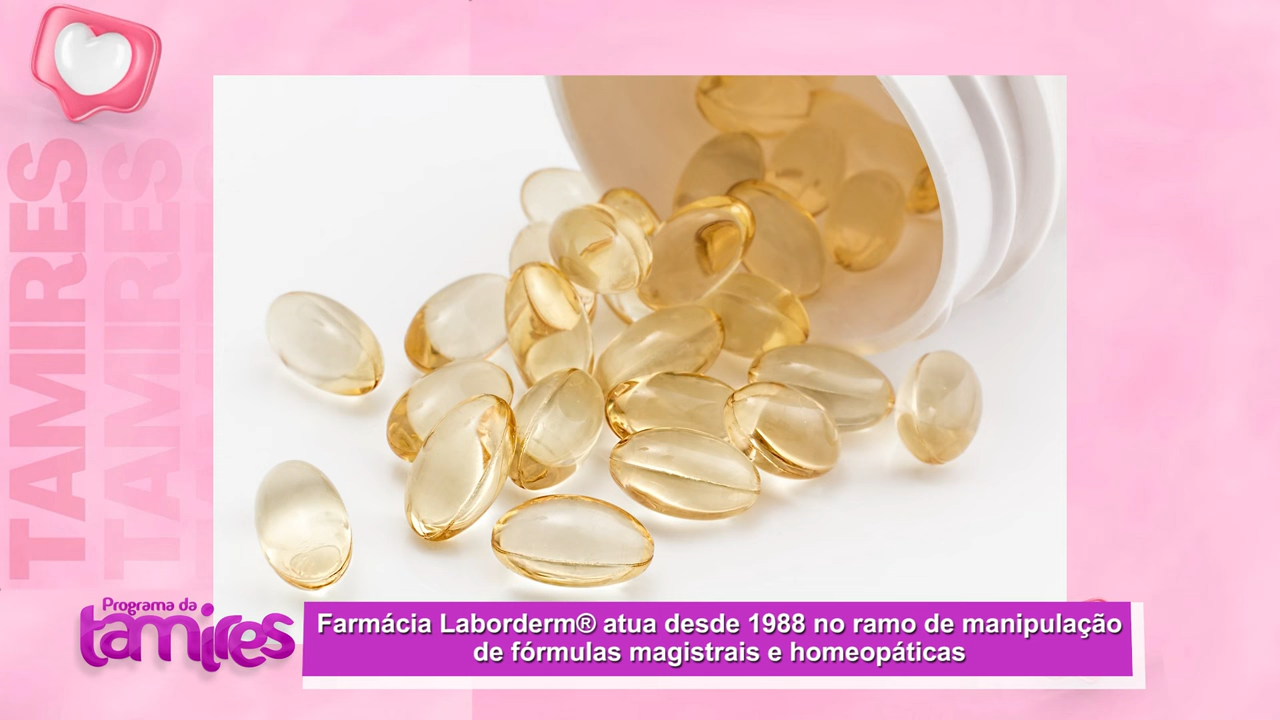 TAMIRES
TAMIRES
Programa da
tamires
Farmácia Laborderm® atua desde 1988 no ramo de manipulação
de fórmulas magistrais e homeopáticas